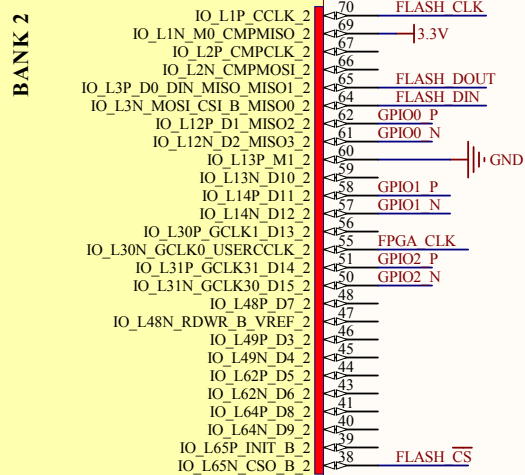 BANK 2
IO_L1P_CCLK_2 70 FLASH_CLK
IO_L1N_M0_CMPMISO_2 69 3.3V
IO_L2P_CMPCLK_2 67
IO_L2N_CMPMOSI_2 66
IO_L3P_D0_DIN_MISO_MISO1_2 65 FLASH_DOUT
IO_L3N_MOSI_CSI_B_MISO0_2 64 FLASH_DIN
IO_L12P_D1_MISO2_2 62 GPIO0_P
IO_L12N_D2_MISO3_2 61 GPIO0_N
IO_L13P_M1_2 60 GND
IO_L13N_D10_2 59
IO_L14P_D11_2 58 GPIO1_P
IO_L14N_D12_2 57 GPIO1_N
IO_L30P_GCLK1_D13_2 56
IO_L30N_GCLK0_USERCCLK_2 55 FPGA_CLK
IO_L31P_GCLK31_D14_2 51 GPIO2_P
IO_L31N_GCLK30_D15_2 50 GPIO2_N
IO_L48P_D7_2 48
IO_L48N_RDWR_B_VREF_2 47
IO_L49P_D3_2 46
IO_L49N_D4_2 45
IO_L62P_D5_2 44
IO_L62N_D6_2 43
IO_L64P_D8_2 41
IO_L64N_D9_2 40
IO_L65P_INIT_B_2 39
IO_L65N_CSO_B_2 38 FLASH_CS